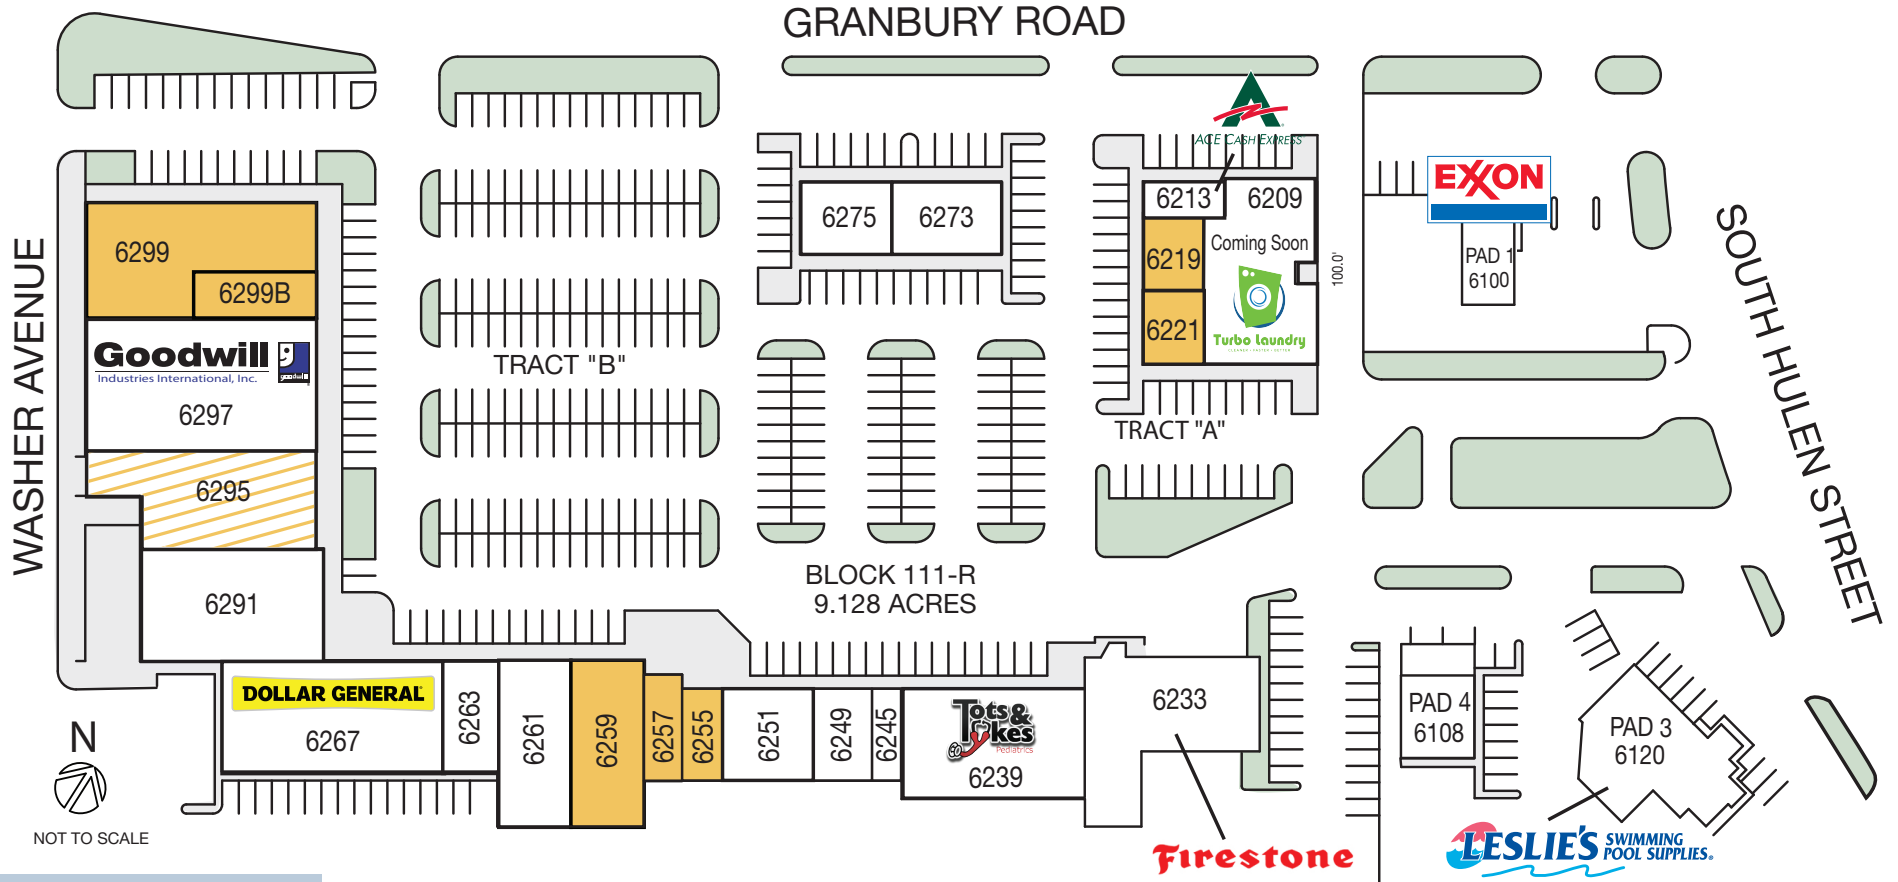 GRANBURY ROAD
WASHER AVENUE
SOUTH HULEN STREET
6299
6299B
Goodwill
Industries International, Inc.
goodwill
6297
6295
6291
TRACT "B"
6275
6273
ACE CASH EXPRESS
6213
6209
6219
Coming Soon
6221
Turbo Laundry
100.0'
TRACT "A"
EXXON
PAD 1
6100
BLOCK 111-R
9.128 ACRES
DOLLAR GENERAL
6267
6263
6261
6259
6257
6255
6251
6249
6245
Tots&
Tykes
Pediatrics
6239
6233
Firestone
PAD 4
6108
PAD 3
6120
LESLIE'S SWIMMING
POOL SUPPLIES.
N
NOT TO SCALE